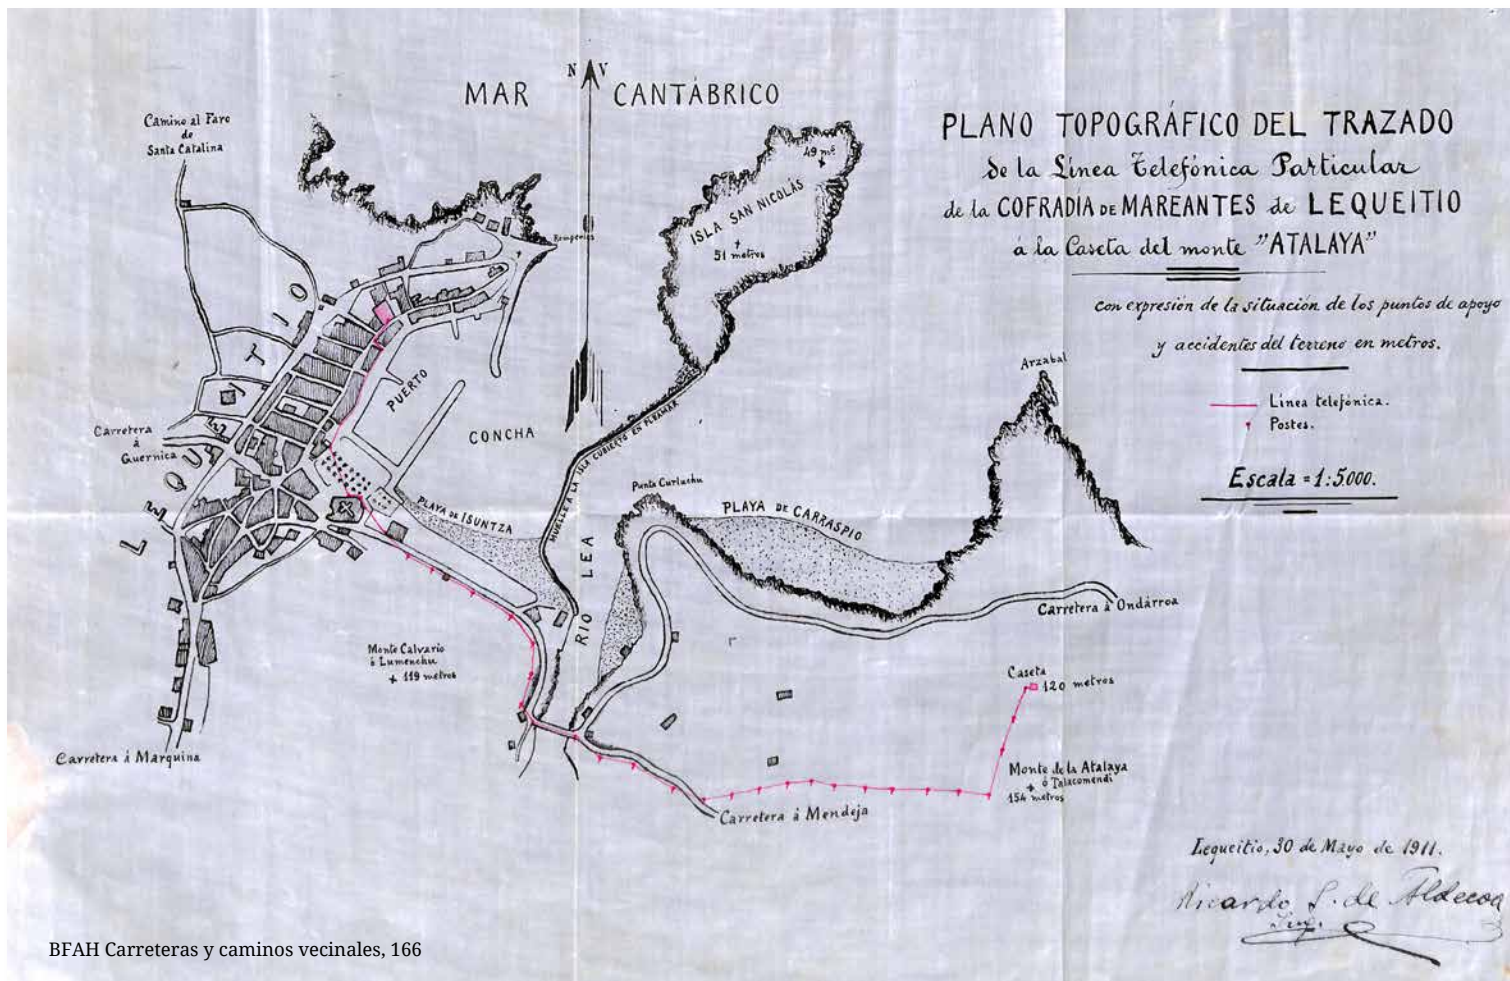 MAR CANTÁBRICO
N V
Camino al Faro
de
Santa Catalina
PLANO TOPOGRÁFICO DEL TRAZADO
de la Línea Telefónica Particular
de la COFRADÍA DE MAREANTES de LEQUEITIO
á la Caseta del monte "ATALAYA"
con expresión de la situación de los puntos de apoyo
y accidentes del terreno en metros.
Línea telefónica.
Postes.
Escala = 1:5000.
49 ms
ISLA SAN NICOLÁS
51 metros
Rompeolas
LEQUEITIO
PUERTO
CONCHA
Carretera
á
Guernica
MUELLE A LA ISLA CUBIERTO EN PLEAMAR
PLAYA DE ISUNTZA
RIO LEA
Punta Curluchu
PLAYA DE CARRASPIO
Arzabal
Carretera á Ondárroa
Monte Calvario
ó Lumenchu
119 metros
Caseta
120 metros
Monte de la Atalaya
ó Talacomendi
154 metros
Carretera á Marquina
Carretera á Mendeja
Lequeitio, 30 de Mayo de 1911.
Ricardo S. de Aldecoa
Ing.
BFAH Carreteras y caminos vecinales, 166